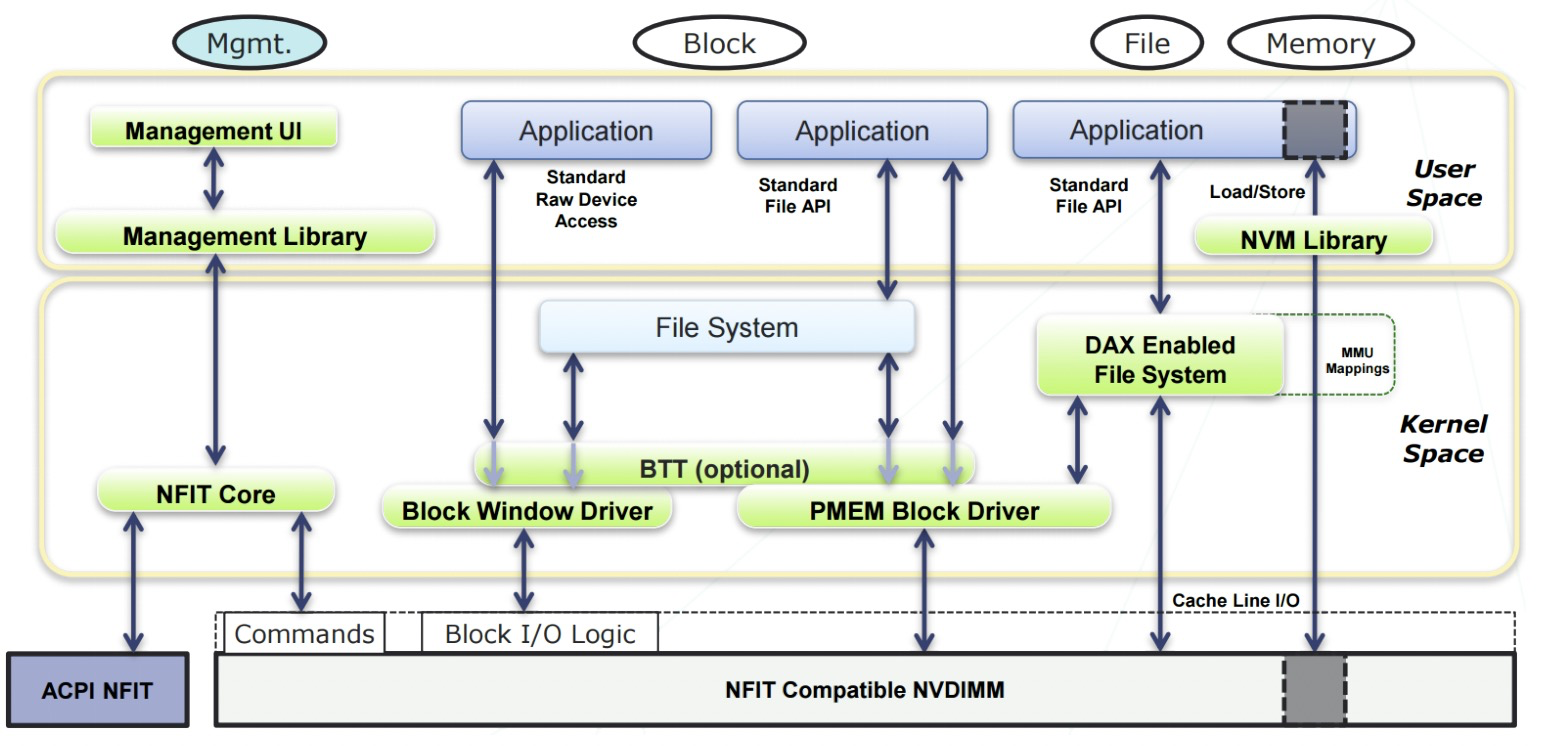 Mgmt.
Block
File
Memory
Management UI
Application
Application
Application
Standard
Raw Device
Access
Standard
File API
Standard
File API
Load/Store
User
Space
Management Library
NVM Library
File System
DAX Enabled
File System
MMU
Mappings
Kernel
Space
BTT (optional)
NFIT Core
Block Window Driver
PMEM Block Driver
Cache Line I/O
Commands
Block I/O Logic
ACPI NFIT
NFIT Compatible NVDIMM